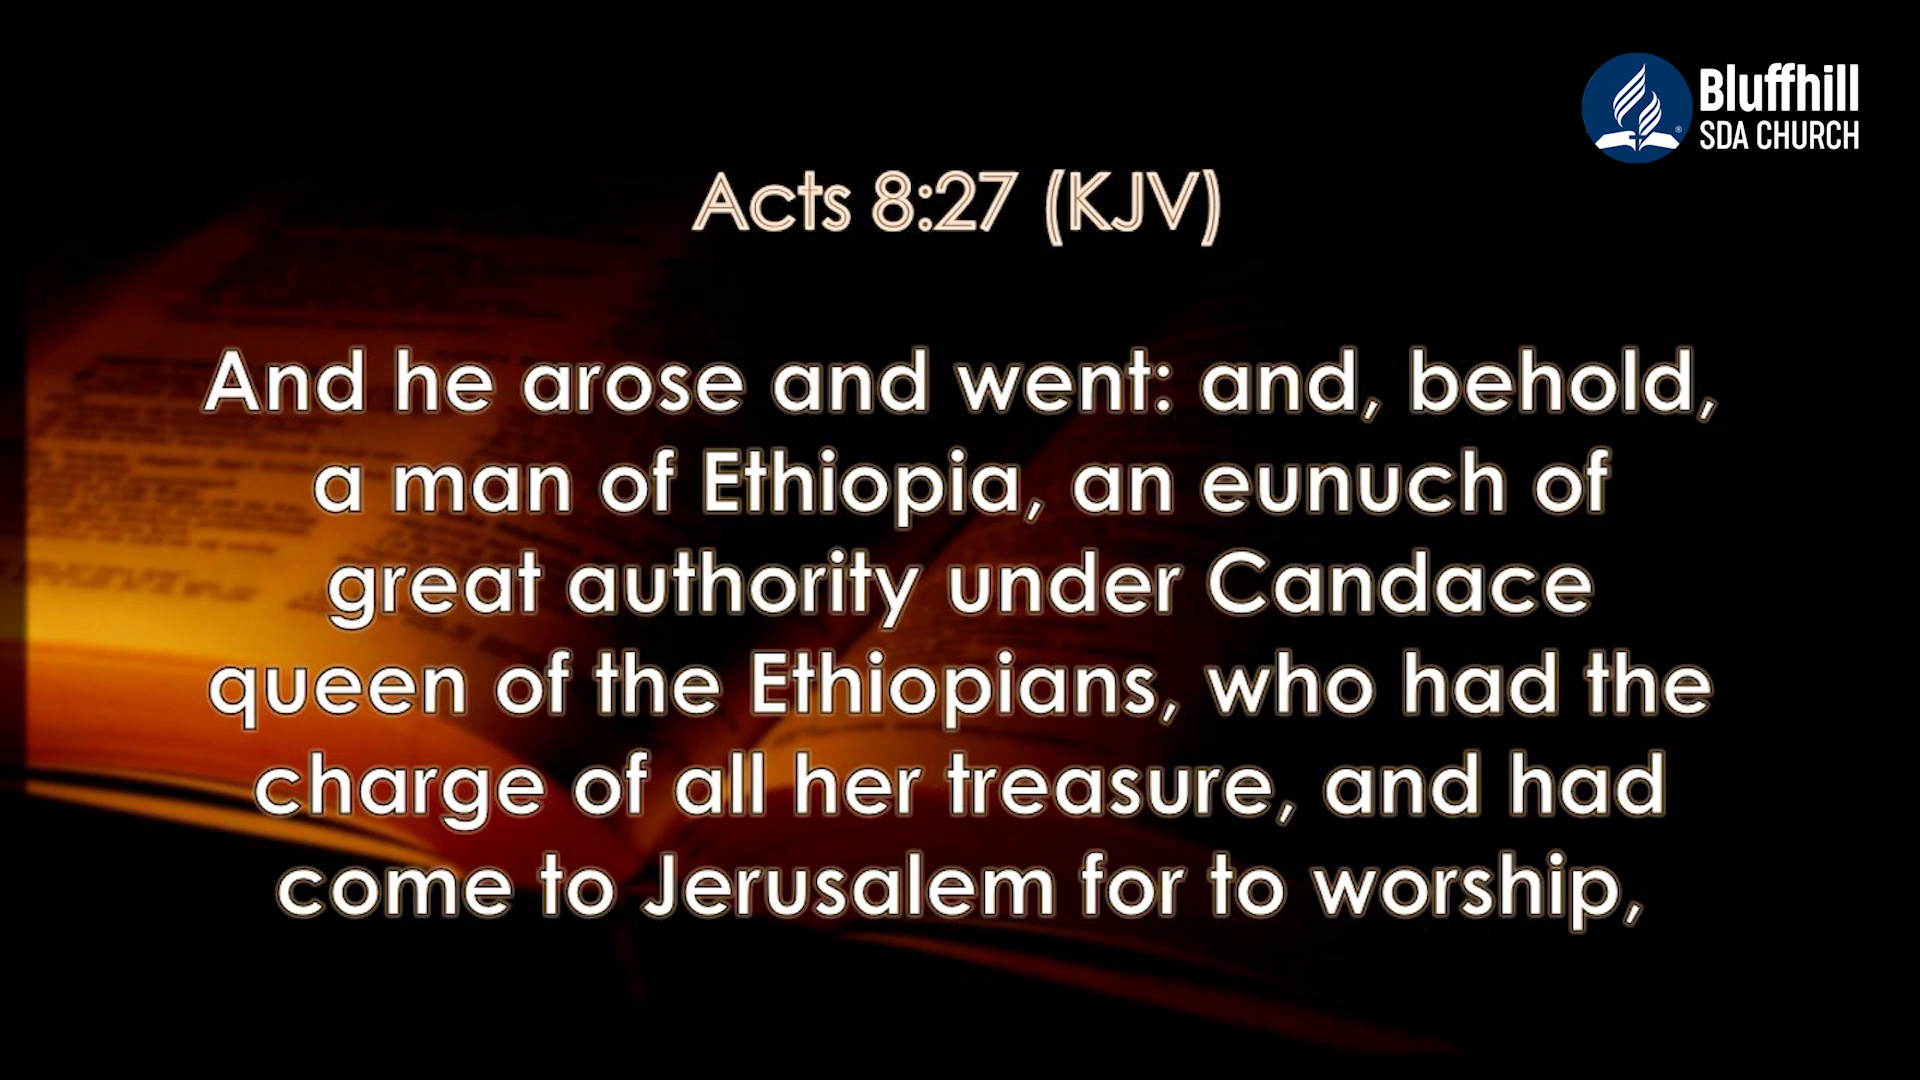 Bluffhill
SDA CHURCH
Acts 8:27 (KJV)
And he arose and went: and, behold,
a man of Ethiopia, an eunuch of
great authority under Candace
queen of the Ethiopians, who had the
charge of all her treasure, and had
come to Jerusalem for to worship,